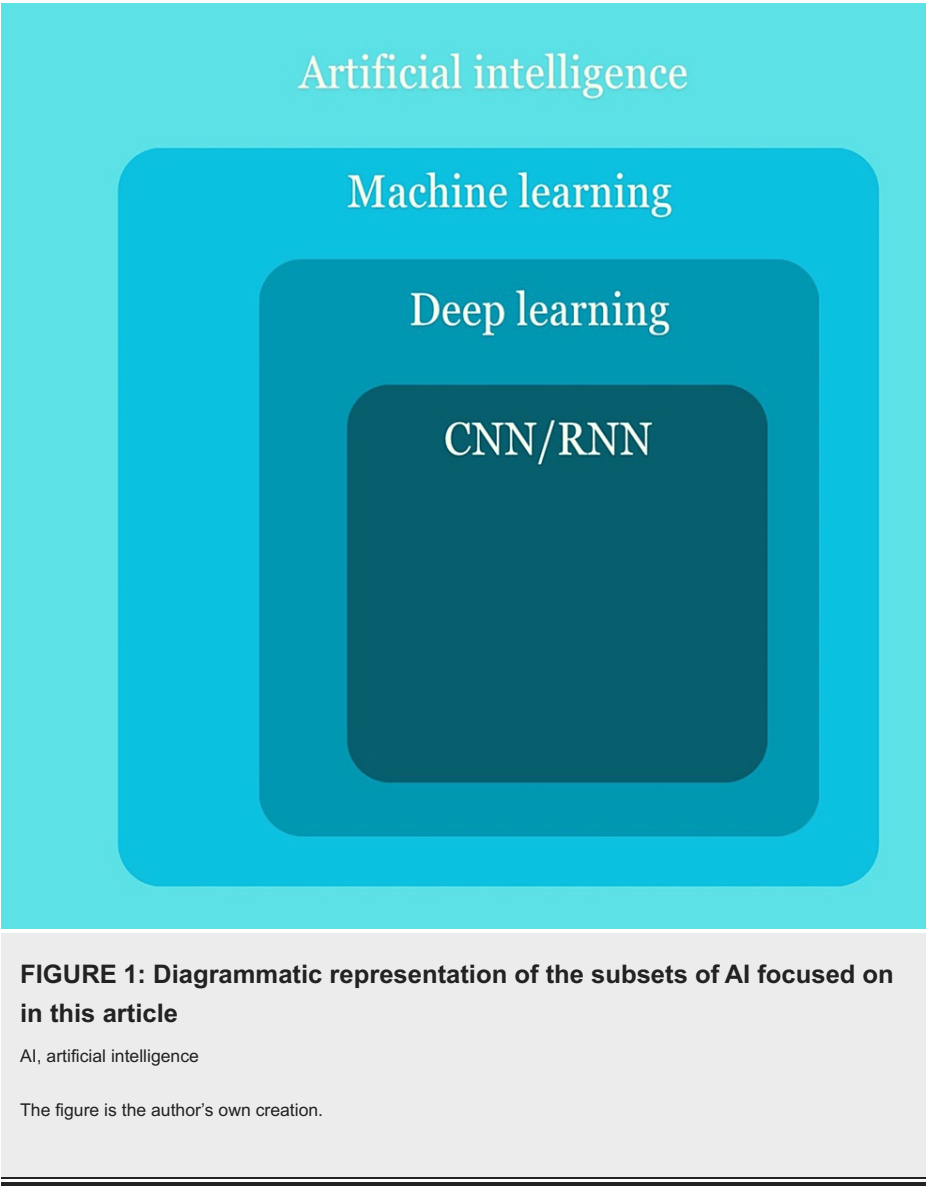 Artificial intelligence
Machine learning
Deep learning
CNN/RNN
FIGURE 1: Diagrammatic representation of the subsets of AI focused on
in this article
AI, artificial intelligence
The figure is the author’s own creation.